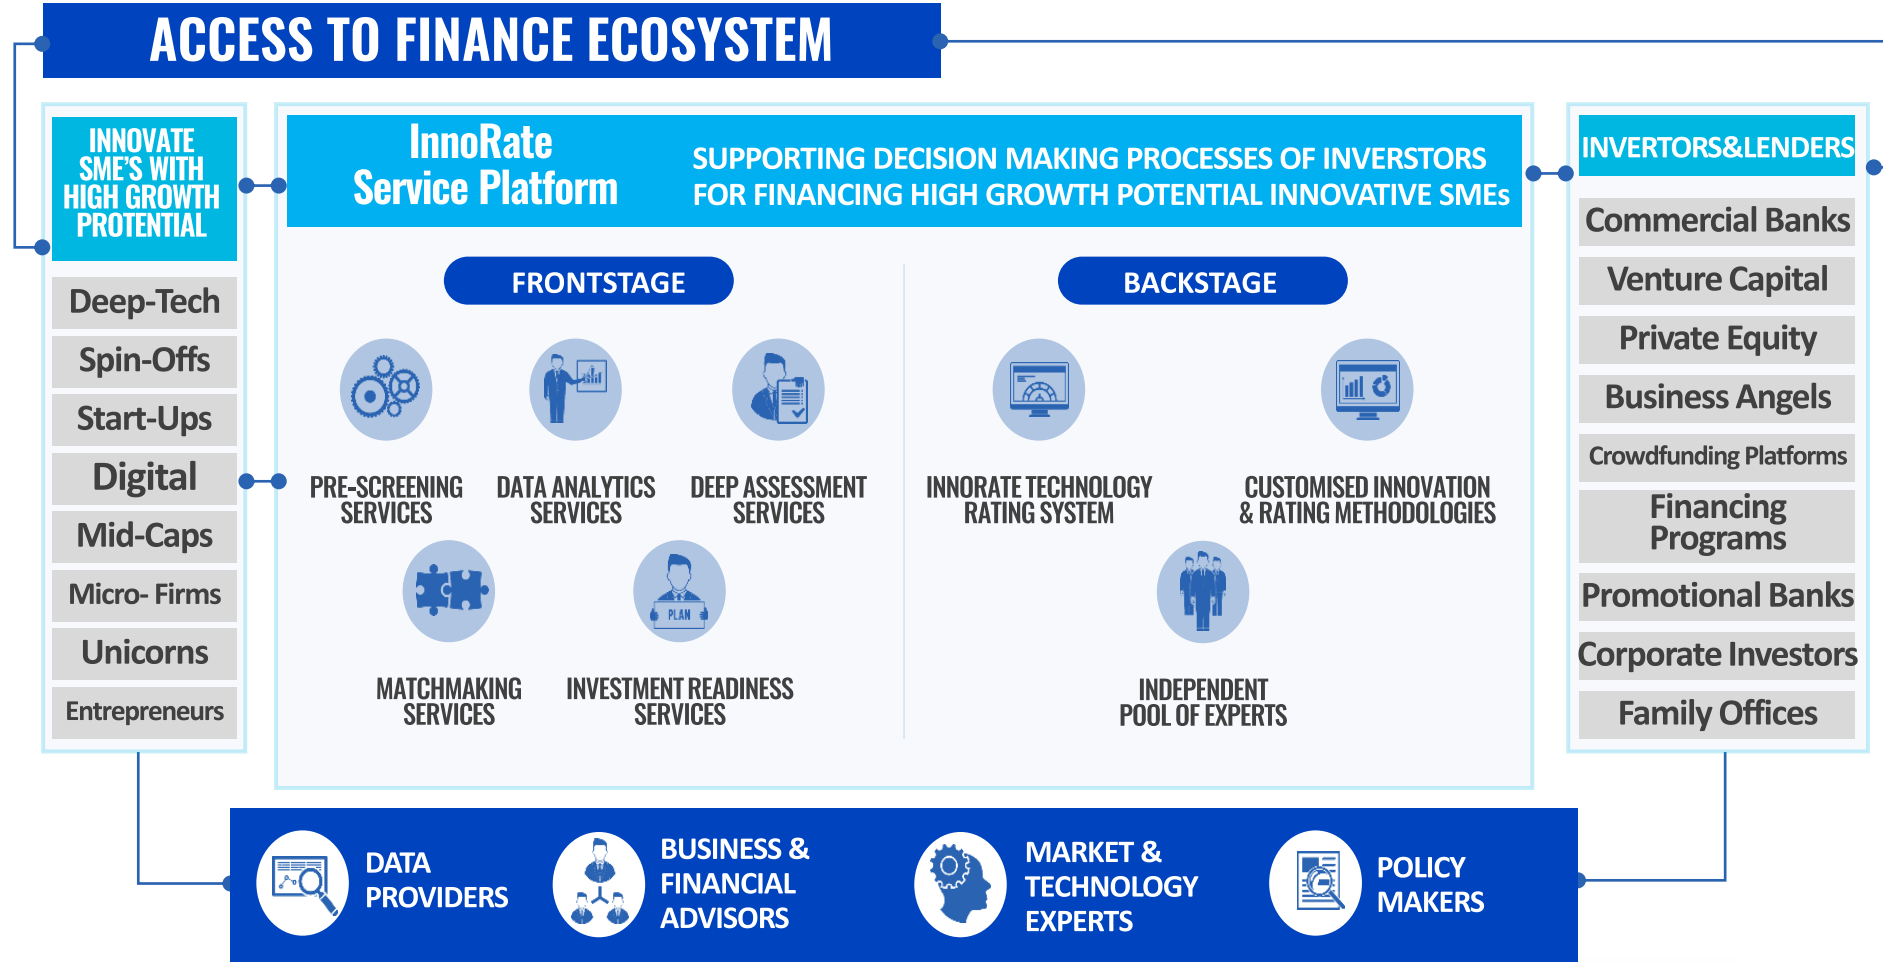 ACCESS TO FINANCE ECOSYSTEM
INNOVATE
SME'S WITH
HIGH GROWTH
PROTENTIAL
Deep-Tech
Spin-Offs
Start-Ups
Digital
Mid-Caps
Micro- Firms
Unicorns
Entrepreneurs
InnoRate
Service Platform
SUPPORTING DECISION MAKING PROCESSES OF INVERSTORS
FOR FINANCING HIGH GROWTH POTENTIAL INNOVATIVE SMEs
FRONTSTAGE
PRE-SCREENING
SERVICES
DATA ANALYTICS
SERVICES
DEEP ASSESSMENT
SERVICES
MATCHMAKING
SERVICES
PLAN
INVESTMENT READINESS
SERVICES
BACKSTAGE
INNORATE TECHNOLOGY
RATING SYSTEM
CUSTOMISED INNOVATION
& RATING METHODOLOGIES
INDEPENDENT
POOL OF EXPERTS
INVERTORS&LENDERS
Commercial Banks
Venture Capital
Private Equity
Business Angels
Crowdfunding Platforms
Financing
Programs
Promotional Banks
Corporate Investors
Family Offices
DATA
PROVIDERS
BUSINESS &
FINANCIAL
ADVISORS
MARKET &
TECHNOLOGY
EXPERTS
POLICY
MAKERS